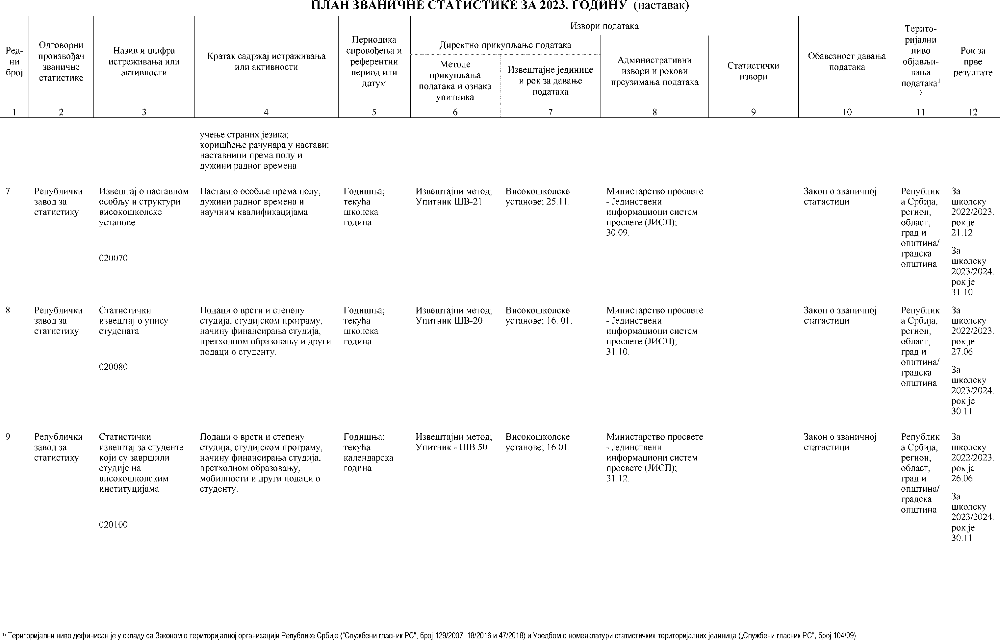 ПЛАН ЗВАНИЧНЕ СТАТИСТИКЕ ЗА 2023. ГОДИНУ (наставак)
Ред-
ни
број
Одговорни
произвођач
званичне
статистике
Назив и шифра
истраживања или
активности
Кратак садржај истраживања
или активности
Периодика
спровођења и
референтни
период или
датум
Извори података
Директно прикупљање података
Методе
прикупљања
података и ознака
упитника
Извештајне јединице
и рок за давање
података
Административни
извори и рокови
преузимања података
Статистички
извори
Обавезност давања
података
Терито-
ријални
ниво
објављи-
вања
података¹
)
Рок за
прве
резултате
1 2 3 4 5 6 7 8 9 10 11 12
учење страних језика;
коришћење рачунара у настави;
наставници према полу и
дужини радног времена
7
Републички
завод за
статистику
Извештај о наставном
особљу и структури
високошколске
установе
020070
Наставно особље према полу,
дужини радног времена и
научним квалификацијама
Годишња;
текућа
школска
година
Извештајни метод;
Упитник ШВ-21
Високошколске
установе; 25.11.
Министарство просвете
- Јединствени
информациони систем
просвете (ЈИСП);
30.09.
Закон о званичној
статистици
Републик
а Србија,
регион,
област,
град и
општина/
градска
општина
За
школску
2022/2023.
рок је
21.12.
За
школску
2023/2024.
рок је
31.10.
8
Републички
завод за
статистику
Статистички
извештај о упису
студената
020080
Подаци о врсти и степену
студија, студијском програму,
начину финансирања студија,
претходном образовању и други
подаци о студенту.
Годишња;
текућа
школска
година
Извештајни метод;
Упитник ШВ-20
Високошколске
установе; 16. 01.
Министарство просвете
- Јединствени
информациони систем
просвете (ЈИСП);
31.10.
Закон о званичној
статистици
Републик
а Србија,
регион,
област,
град и
општина/
градска
општина
За
школску
2022/2023.
рок је
27.06.
За
школску
2023/2024.
рок је
30.11.
9
Републички
завод за
статистику
Статистички
извештај за студенте
који су завршили
студије на
високошколским
институцијама
020100
Подаци о врсти и степену
студија, студијском програму,
начину финансирања студија,
претходном образовању,
мобилности и други подаци о
студенту.
Годишња;
текућа
календарска
година
Извештајни метод;
Упитник - ШВ 50
Високошколске
установе; 16.01.
Министарство просвете
- Јединствени
информациони систем
просвете (ЈИСП);
31.12.
Закон о званичној
статистици
Републик
а Србија,
регион,
област,
град и
општина/
градска
општина
За
школску
2022/2023.
рок је
26.06.
За
школску
2023/2024.
рок је
30.11.
¹⁾ Територијални ниво дефинисан је у складу са Законом о територијалној организацији Републике Србије ("Службени гласник РС", број 129/2007, 18/2016 и 47/2018) и Уредбом о номенклатури статистичких територијалних јединица („Службени гласник РС", број 104/09).